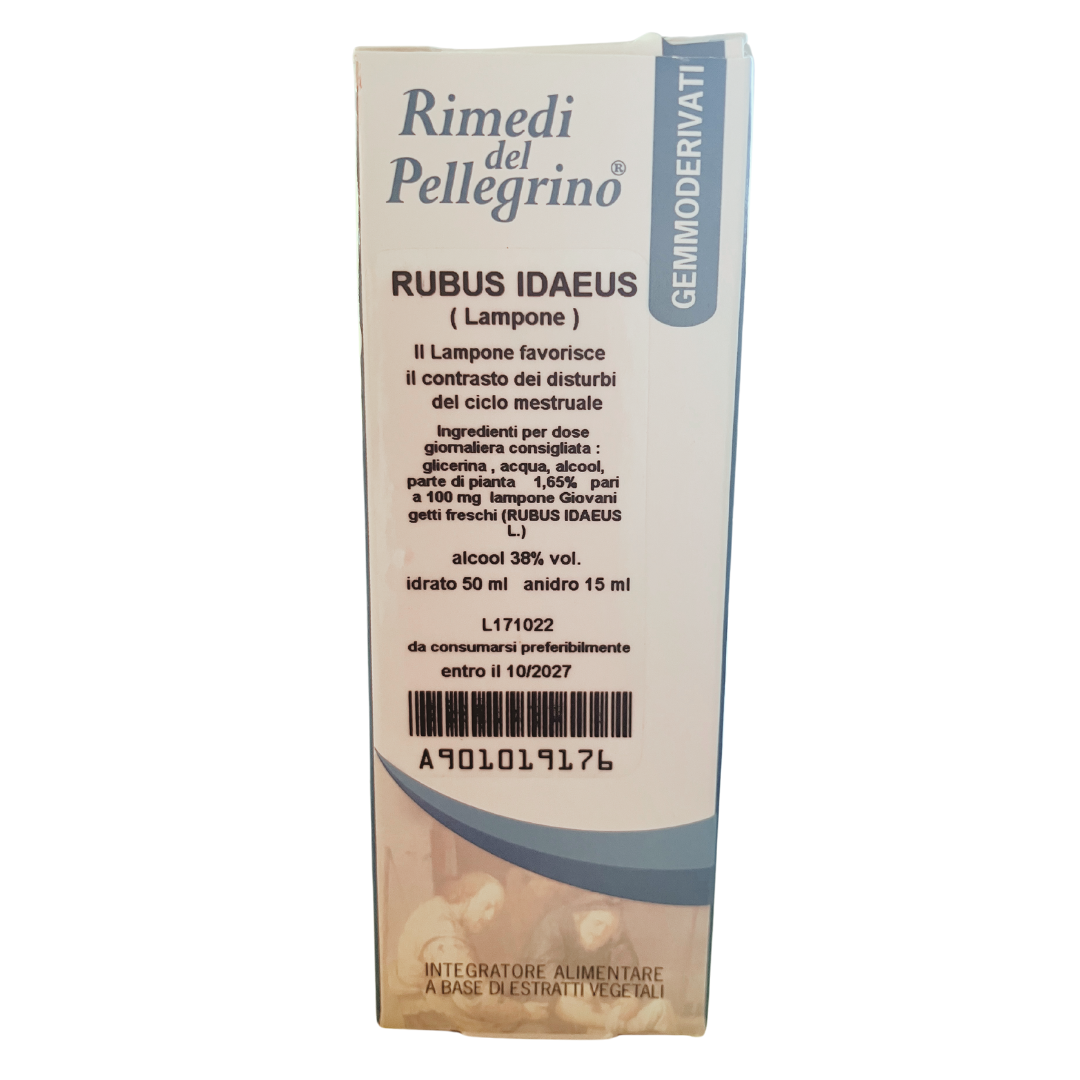 Rimedi
del
Pellegrino®
GEMMODERIVATI
RUBUS IDAEUS
( Lampone )
Il Lampone favorisce
il contrasto dei disturbi
del ciclo mestruale
Ingredienti per dose
giornaliera consigliata :
glicerina , acqua, alcool,
parte di pianta 1,65% pari
a 100 mg lampone Giovani
getti freschi (RUBUS IDAEUS
L.)
alcool 38% vol.
idrato 50 ml anidro 15 ml
L171022
da consumarsi preferibilmente
entro il 10/2027
A901019176
INTEGRATORE ALIMENTARE
A BASE DI ESTRATTI VEGETALI